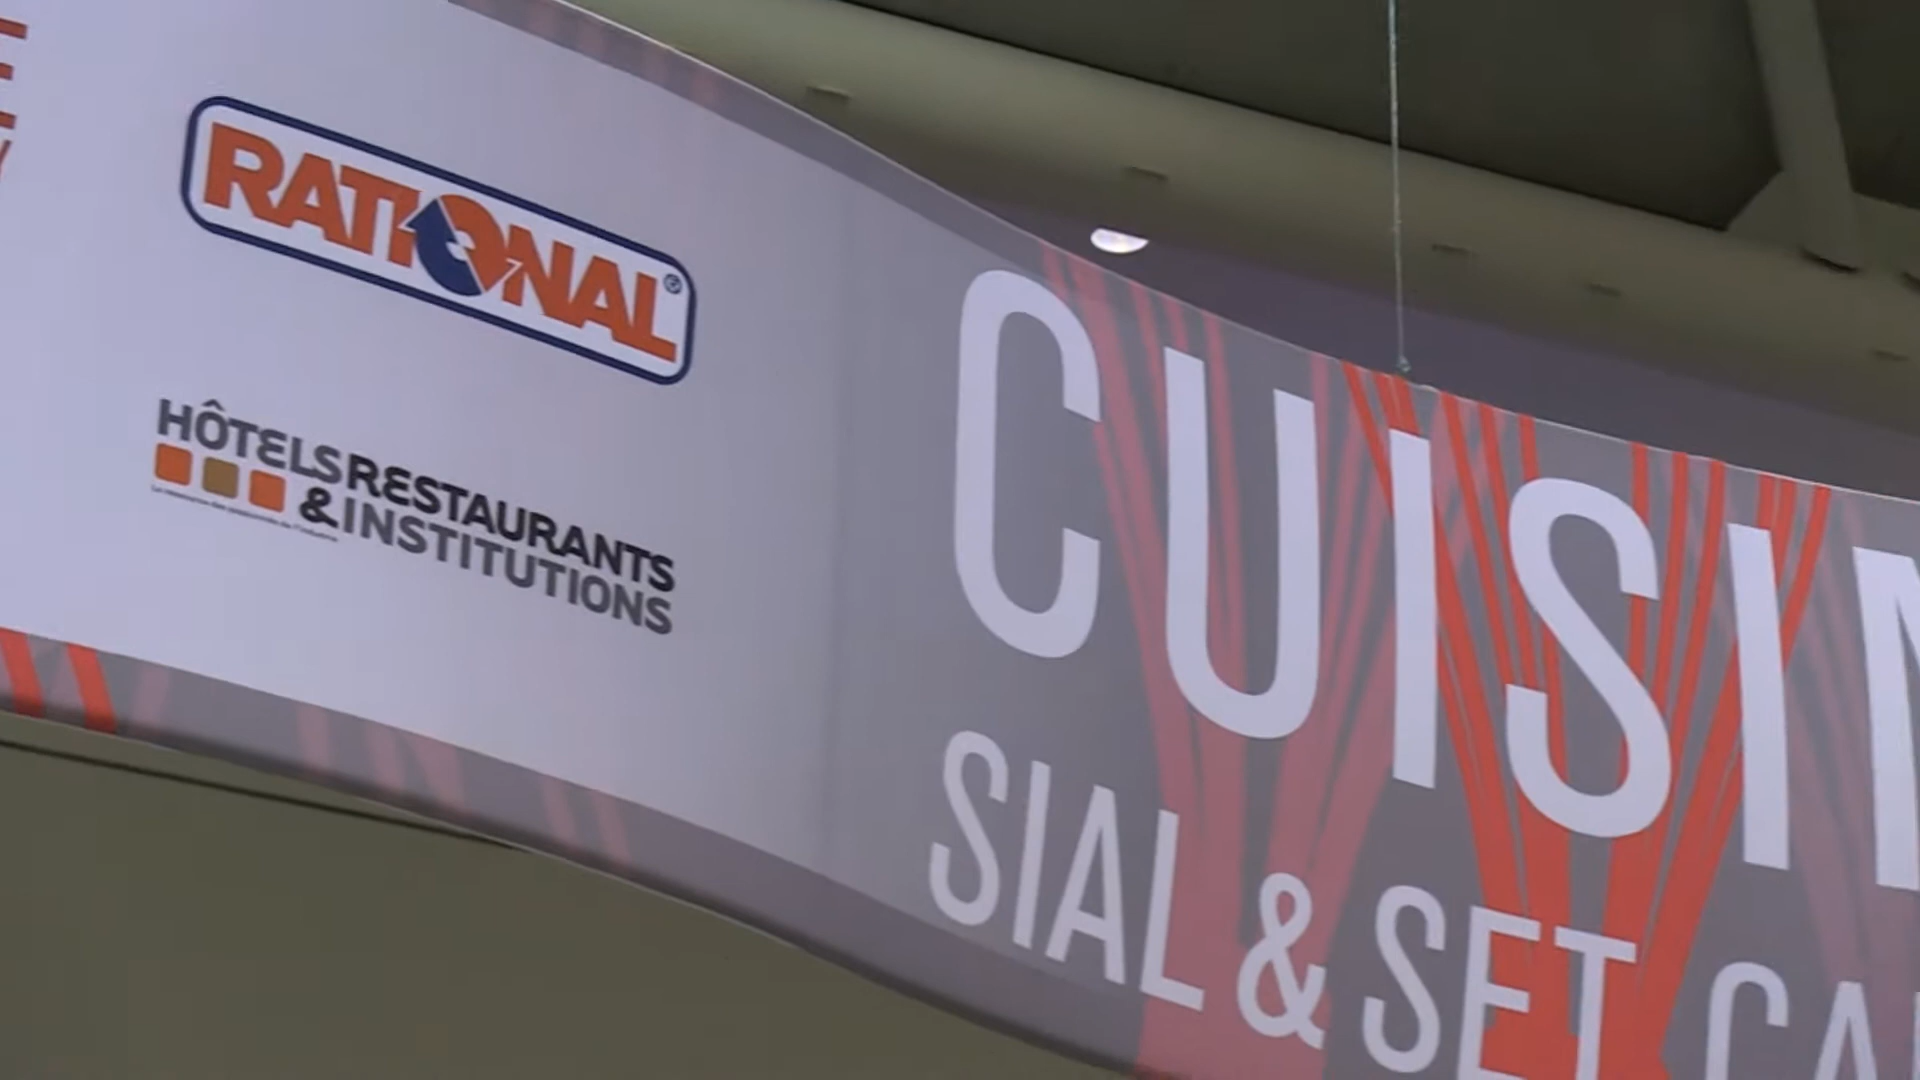 RATIONAL®
HÔTELS RESTAURANTS
& INSTITUTIONS
CUISIN
SIAL & SET CA